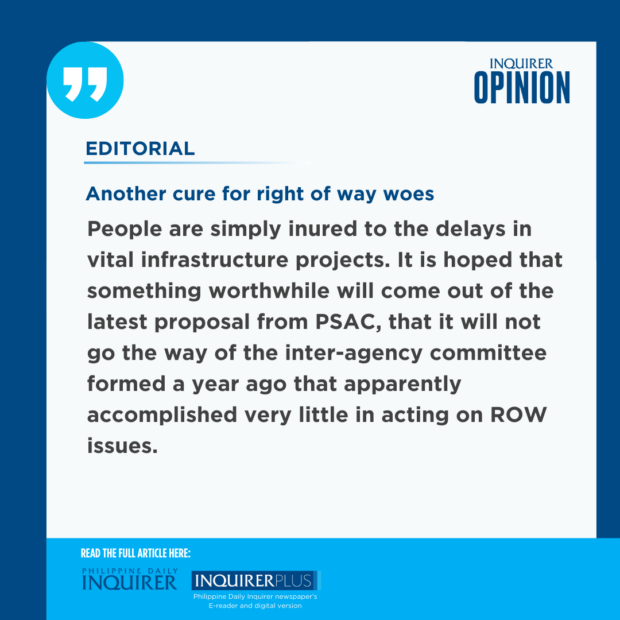 INQUIRER
OPINION
EDITORIAL
Another cure for right of way woes
People are simply inured to the delays in
vital infrastructure projects. It is hoped that
something worthwhile will come out of the
latest proposal from PSAC, that it will not
go the way of the inter-agency committee
formed a year ago that apparently
accomplished very little in acting on ROW
issues.
READ THE FULL ARTICLE HERE:
PHILIPPINE DAILY
INQUIRER
INQUIRERPLUS
Philippine Daily Inquirer newspaper's
E-reader and digital version